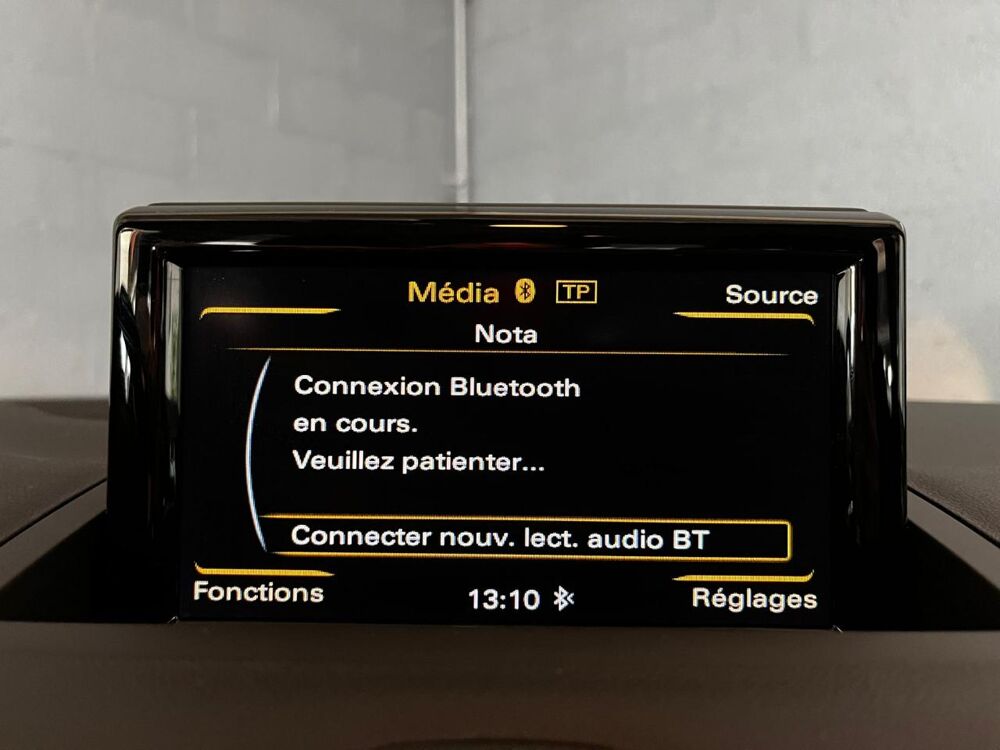 Média TP
Source
Nota
Connexion Bluetooth
en cours.
Veuillez patienter...
Connecter nouv. lect. audio BT
Fonctions
13:10
Réglages